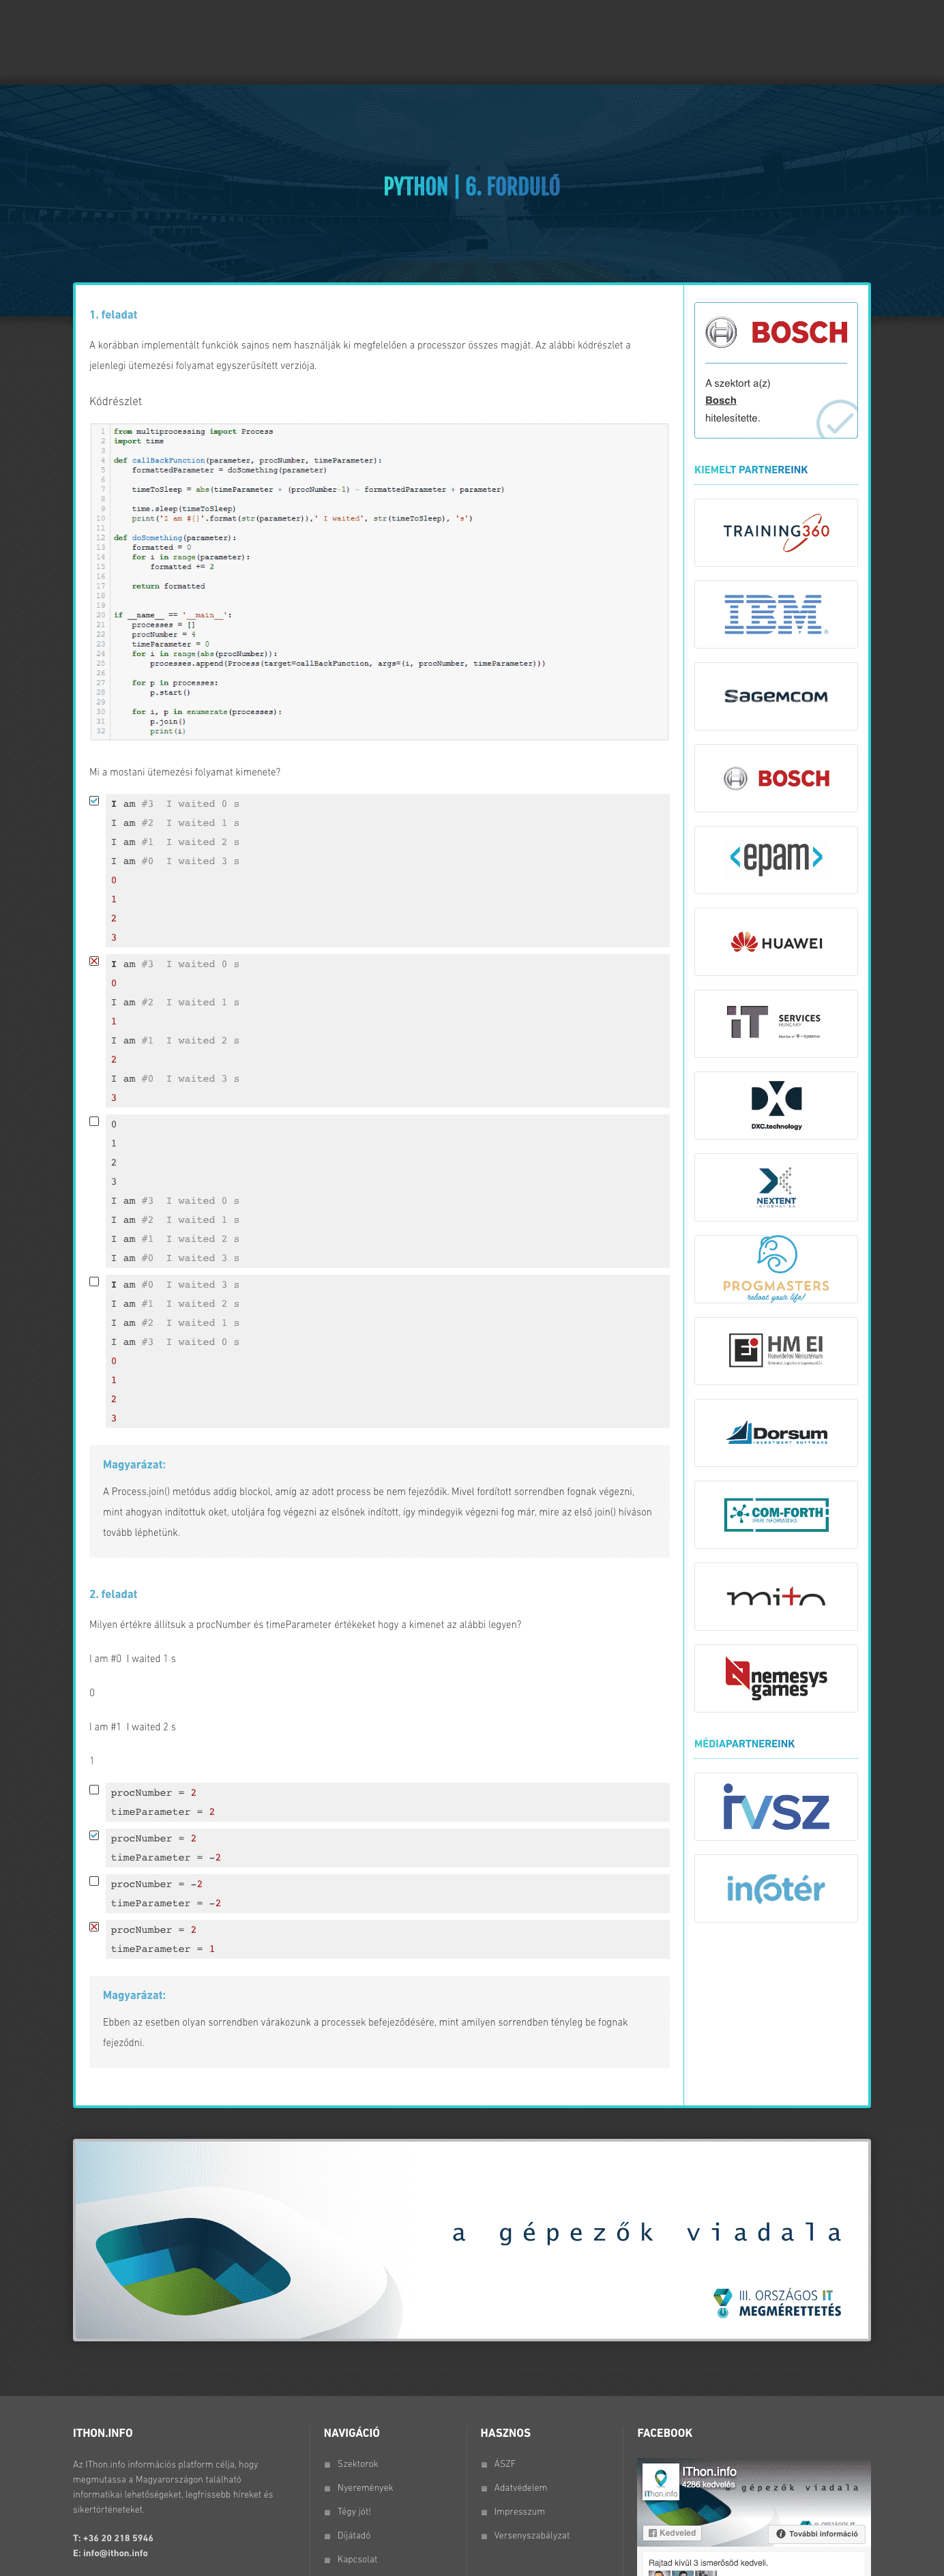 PYTHON | 6. FORDULÓ
1. feladat
A korábban implementált funkciók sajnos nem használják ki megfelelően a processzor összes magját. Az alábbi kódrészlet a
jelenlegi ütemezési folyamat egyszerűsített verziója.
Kódrészlet
1 from multiprocessing import Process
2 import time
3
4 def callBackFunction(parameter, procNumber, timeParameter):
5 formattedParameter = doSomething(parameter)
6
7 timeToSleep = abs(timeParameter + (procNumber-1) - formattedParameter + parameter)
8
9 time.sleep(timeToSleep)
10 print('I am #{}'.format(str(parameter)),' I waited', str(timeToSleep), 's')
11
12 def doSomething(parameter):
13 formatted = 0
14 for i in range(parameter):
15 formatted += 2
16
17 return formatted
18
19
20 if __name__ == '__main__':
21 processes = []
22 procNumber = 4
23 timeParameter = 0
24 for i in range(abs(procNumber)):
25 processes.append(Process(target=callBackFunction, args=(i, procNumber, timeParameter)))
26
27 for p in processes:
28 p.start()
29
30 for i, p in enumerate(processes):
31 p.join()
32 print(i)
Mi a mostani ütemezési folyamat kimenete?
I am #3  I waited 0 s
I am #2  I waited 1 s
I am #1  I waited 2 s
I am #0  I waited 3 s
0
1
2
3
I am #3  I waited 0 s
0
I am #2  I waited 1 s
1
I am #1  I waited 2 s
2
I am #0  I waited 3 s
3
0
1
2
3
I am #3  I waited 0 s
I am #2  I waited 1 s
I am #1  I waited 2 s
I am #0  I waited 3 s
I am #0  I waited 3 s
I am #1  I waited 2 s
I am #2  I waited 1 s
I am #3  I waited 0 s
0
1
2
3
Magyarázat:
A Process.join() metódus addig blockol, amíg az adott process be nem fejeződik. Mivel fordított sorrendben fognak végezni,
mint ahogyan indítottuk oket, utoljára fog végezni az elsőnek indított, így mindegyik végezni fog már, mire az első join() híváson
tovább léphetünk.
2. feladat
Milyen értékre állítsuk a procNumber és timeParameter értékeket hogy a kimenet az alábbi legyen?
I am #0  I waited 1 s
0
I am #1  I waited 2 s
1
procNumber = 2
timeParameter = 2
procNumber = 2
timeParameter = -2
procNumber = -2
timeParameter = -2
procNumber = 2
timeParameter = 1
Magyarázat:
Ebben az esetben olyan sorrendben várakozunk a processek befejeződésére, mint amilyen sorrendben tényleg be fognak
fejeződni.
BOSCH
A szektort a(z)
Bosch
hitelesítette.
KIEMELT PARTNEREINK
TRAINING360
IBM
SAGEMCOM
BOSCH
<epam>
HUAWEI
iT SERVICES
HUNGARY
DXC.technology
NEXTENT
INFORMATIKA
PROGMASTERS
reboot your life!
HM EI
Dorsum
INVESTMENT SOFTWARE
COM-FORTH
IPARI INFORMATIKA
mito
nemesys
games
MÉDIAPARTNEREINK
IVSZ
infotér
a gépezők viadala
III. ORSZÁGOS IT
MEGMÉRETTETÉS
ITHON.INFO
Az IThon.info információs platform célja, hogy
megmutassa a Magyarországon található
informatikai lehetőségeket, legfrissebb híreket és
sikertörténeteket.
T: +36 20 218 5946
E: info@ithon.info
NAVIGÁCIÓ
Szektorok
Nyeremények
Tégy jót!
Díjátadó
Kapcsolat
HASZNOS
ÁSZF
Adatvédelem
Impresszum
Versenyszabályzat
FACEBOOK
IThon.info
4286 kedvelés
a gépezők viadala
IThon.info
Kedveled
További információ
Rajtad kívül 3 ismerősöd kedveli.